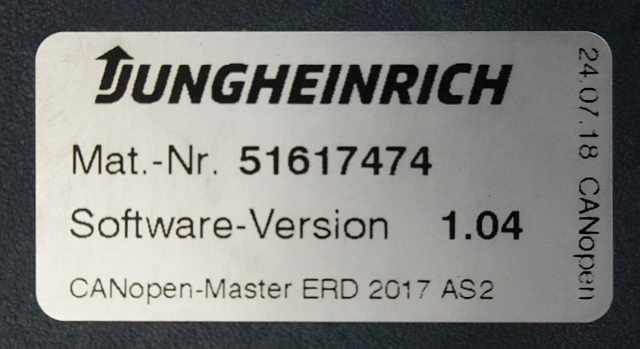 JUNGHEINRICH
Mat.-Nr. 51617474
Software-Version 1.04
CANopen-Master ERD 2017 AS2
24.07.18 CANopen